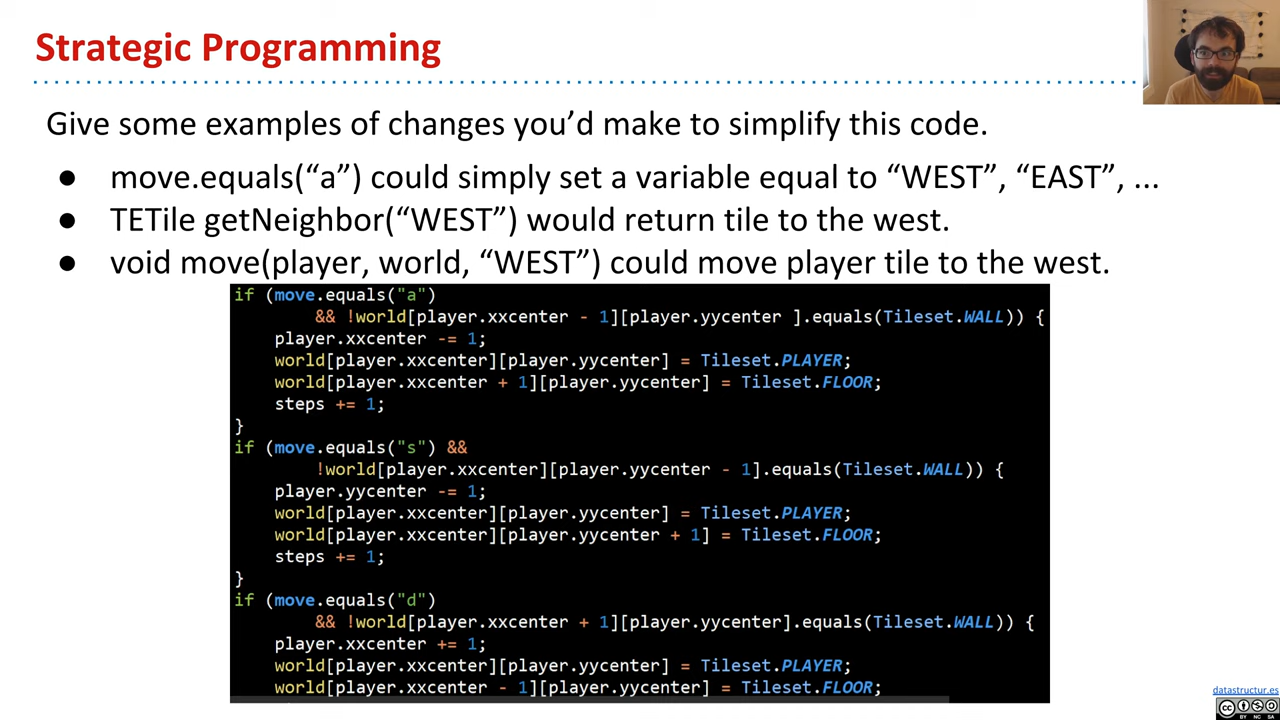 Strategic Programming
Give some examples of changes you’d make to simplify this code.
● move.equals(“a”) could simply set a variable equal to “WEST”, “EAST”, ...
● TETile getNeighbor(“WEST”) would return tile to the west.
● void move(player, world, “WEST”) could move player tile to the west.
if (move.equals("a")
&& !world[player.xxcenter - 1][player.yycenter ].equals(Tileset.WALL)) {
player.xxcenter -= 1;
world[player.xxcenter][player.yycenter] = Tileset.PLAYER;
world[player.xxcenter + 1][player.yycenter] = Tileset.FLOOR;
steps += 1;
}
if (move.equals("s") &&
!world[player.xxcenter][player.yycenter - 1].equals(Tileset.WALL)) {
player.yycenter -= 1;
world[player.xxcenter][player.yycenter] = Tileset.PLAYER;
world[player.xxcenter][player.yycenter + 1] = Tileset.FLOOR;
steps += 1;
}
if (move.equals("d")
&& !world[player.xxcenter + 1][player.yycenter].equals(Tileset.WALL)) {
player.xxcenter += 1;
world[player.xxcenter][player.yycenter] = Tileset.PLAYER;
world[player.xxcenter - 1][player.yycenter] = Tileset.FLOOR;
datastructur.es
CC
BY NC SA